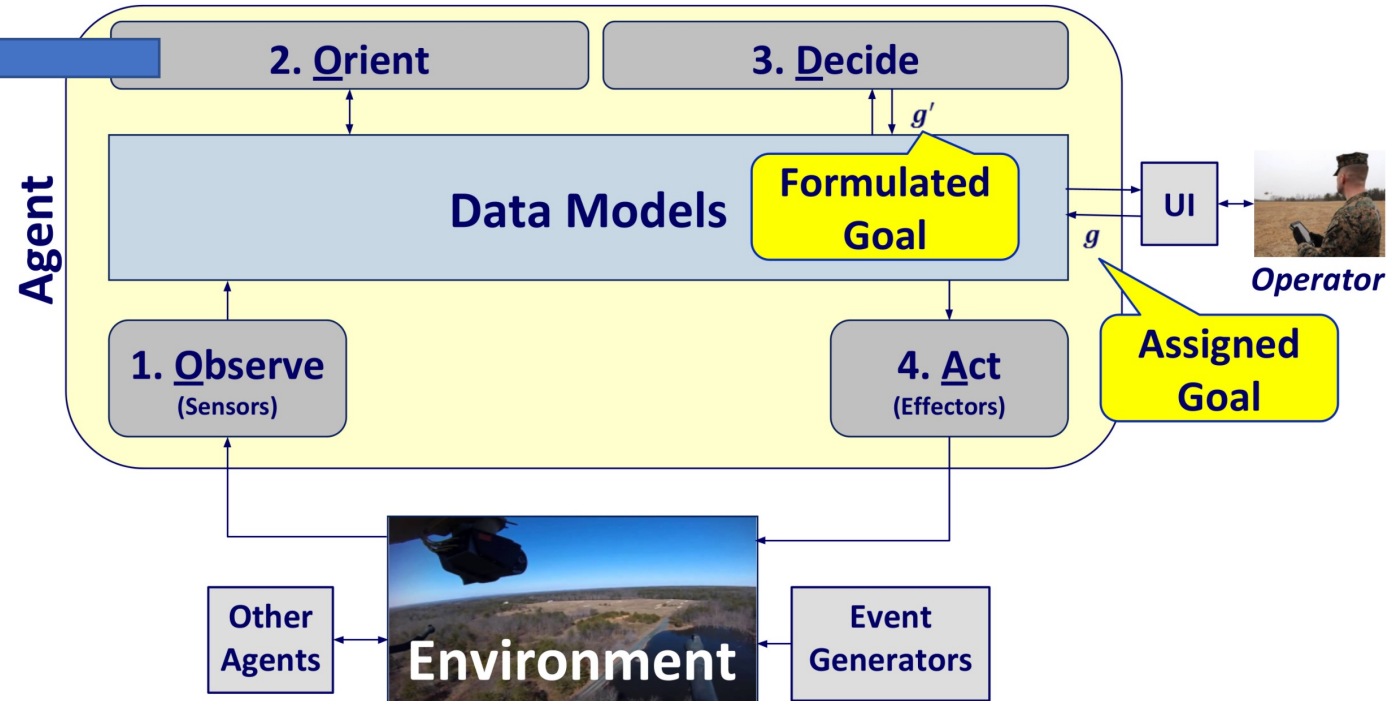 2. Orient
3. Decide
g′
Formulated
Goal
Data Models
UI
g
Operator
Agent
1. Observe
(Sensors)
4. Act
(Effectors)
Assigned
Goal
Other
Agents
Environment
Event
Generators